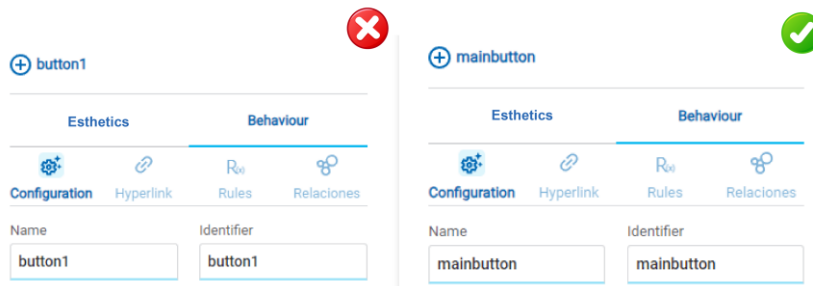 button1
Esthetics Behaviour
Configuration Hyperlink Rules Relaciones
Name Identifier
button1 button1
mainbutton
Esthetics Behaviour
Configuration Hyperlink Rules Relaciones
Name Identifier
mainbutton mainbutton